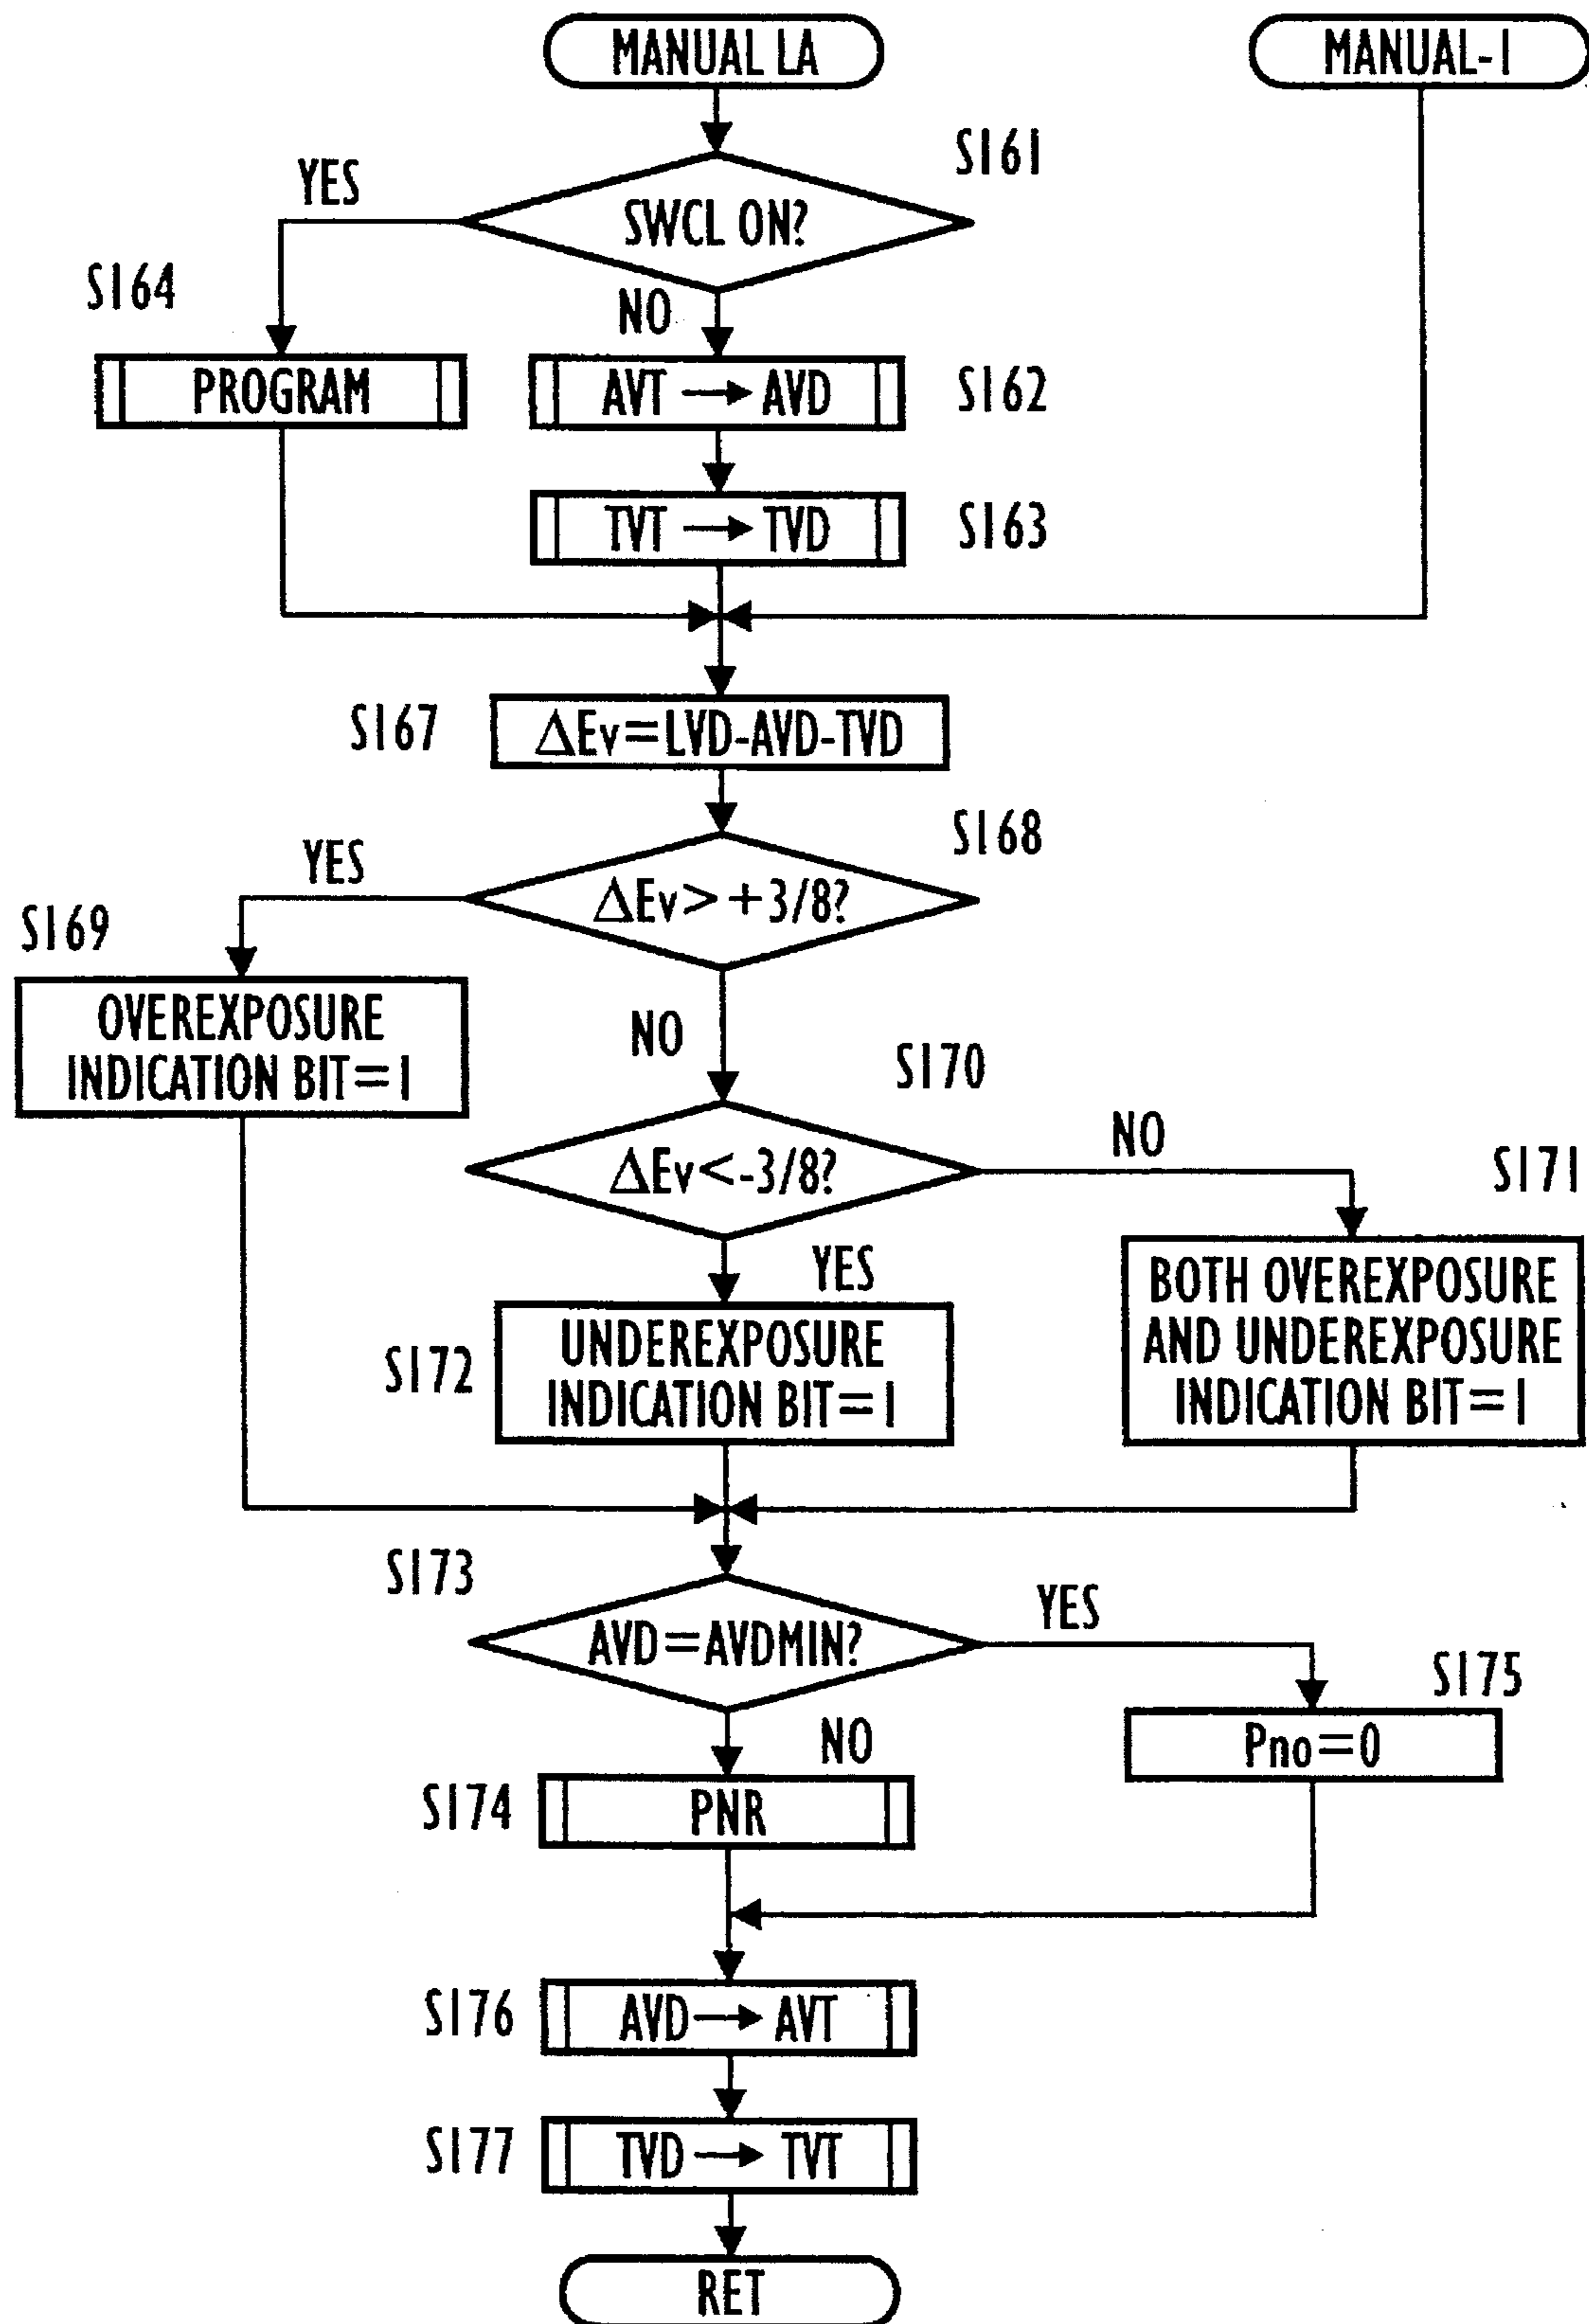 MANUAL LA
MANUAL-1
S161
YES
SWCL ON?
S164
NO
PROGRAM
AVT → AVD
S162
TVT → TVD
S163
S167
ΔEv=LVD-AVD-TVD
S168
YES
ΔEv>+3/8?
S169
OVEREXPOSURE
INDICATION BIT=1
NO
S170
NO
ΔEv<-3/8?
S171
YES
BOTH OVEREXPOSURE
AND UNDEREXPOSURE
INDICATION BIT=1
S172
UNDEREXPOSURE
INDICATION BIT=1
S173
YES
AVD=AVDMIN?
S175
NO
Pno=0
S174
PNR
S176
AVD → AVT
S177
TVD → TVT
RET